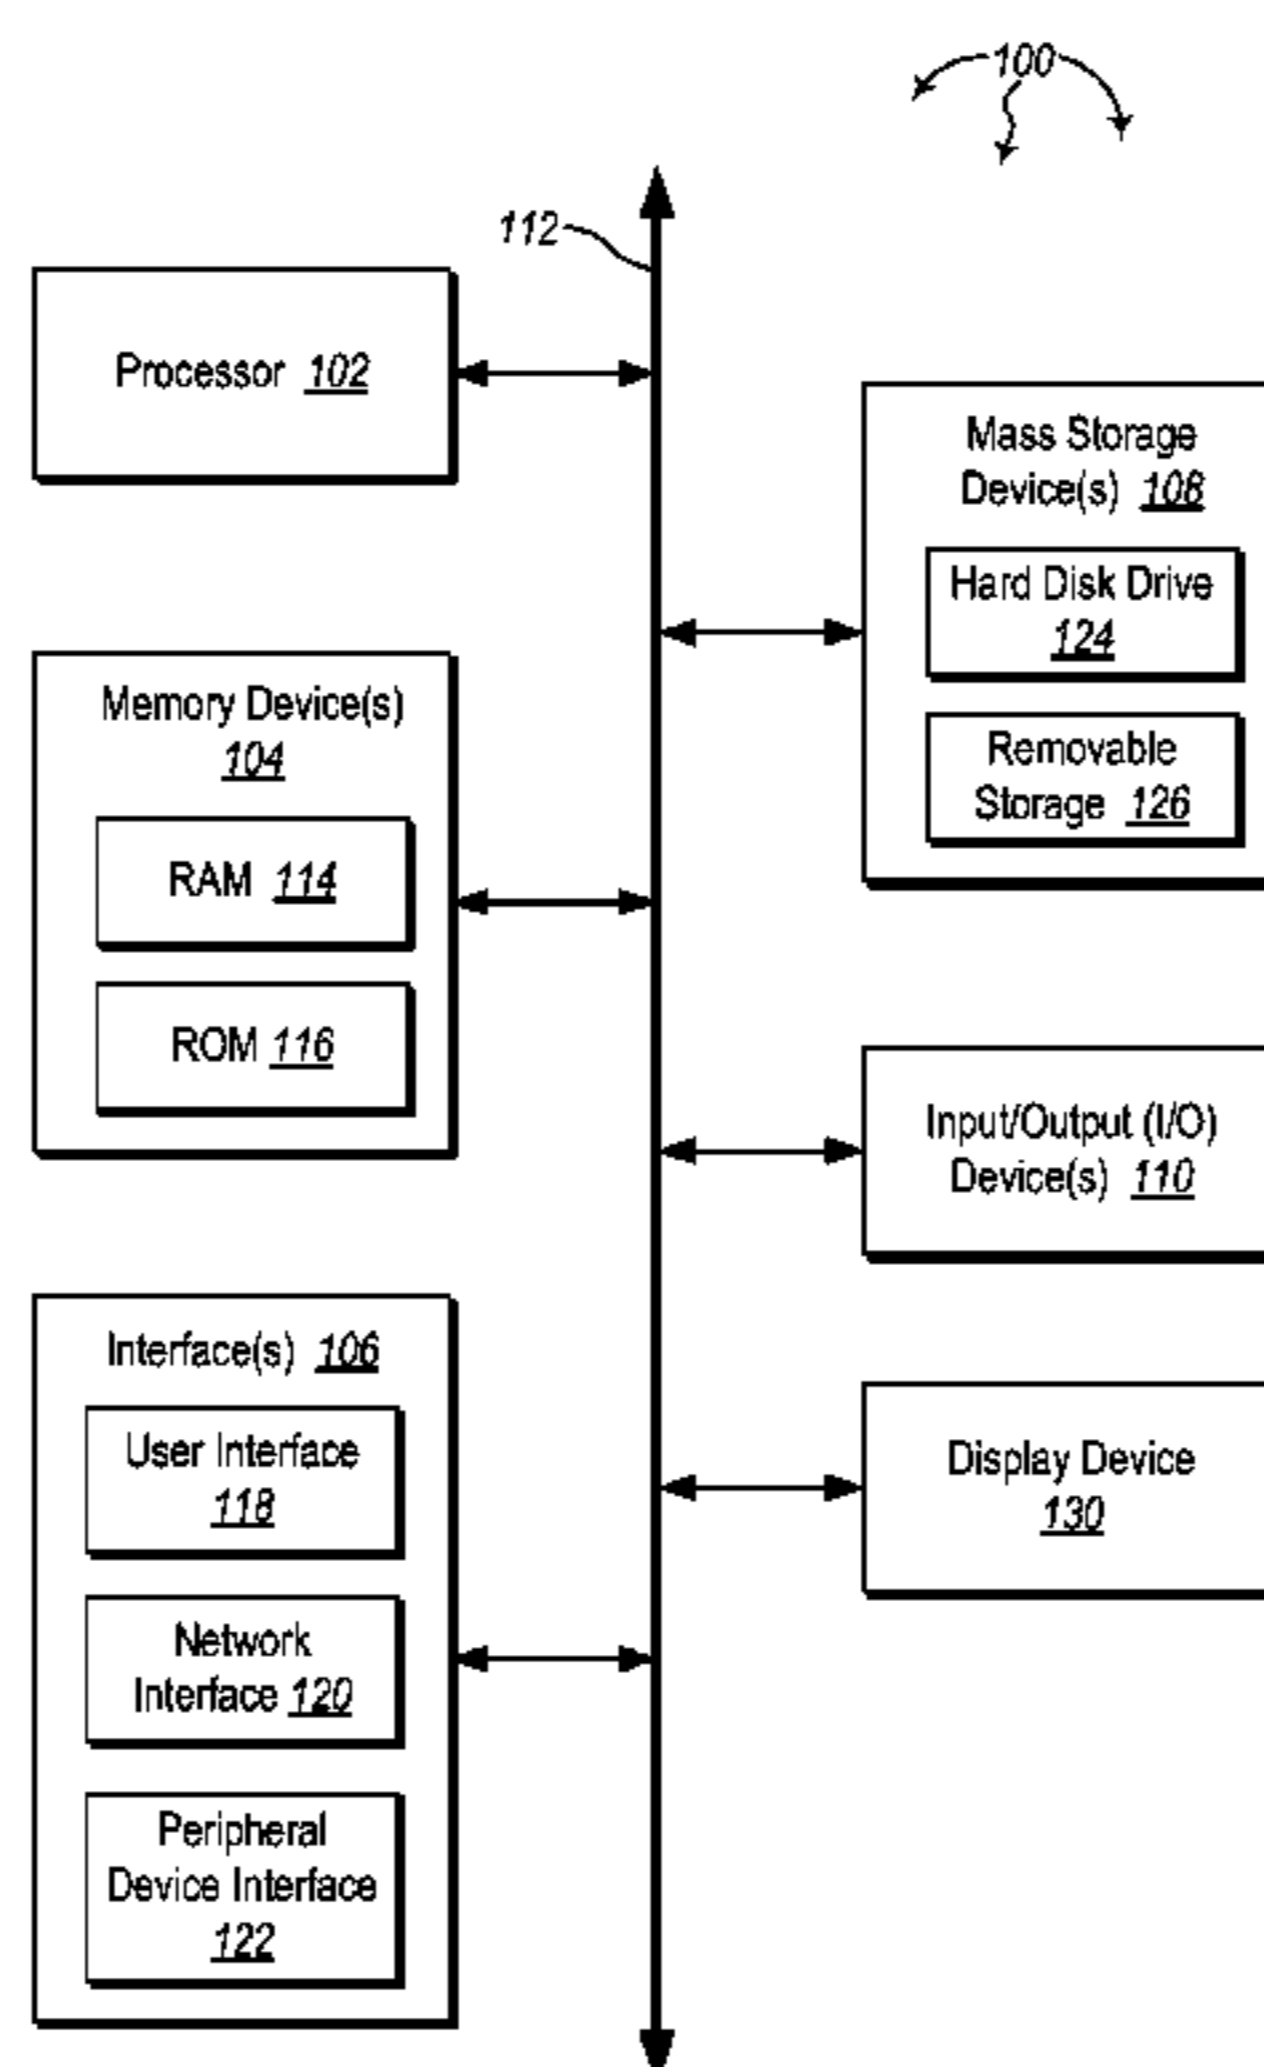 100
112
Processor 102
Mass Storage
Device(s) 108
Hard Disk Drive
124
Removable
Storage 126
Memory Device(s)
104
RAM 114
ROM 116
Input/Output (I/O)
Device(s) 110
Interface(s) 106
User Interface
118
Network
Interface 120
Peripheral
Device Interface
122
Display Device
130